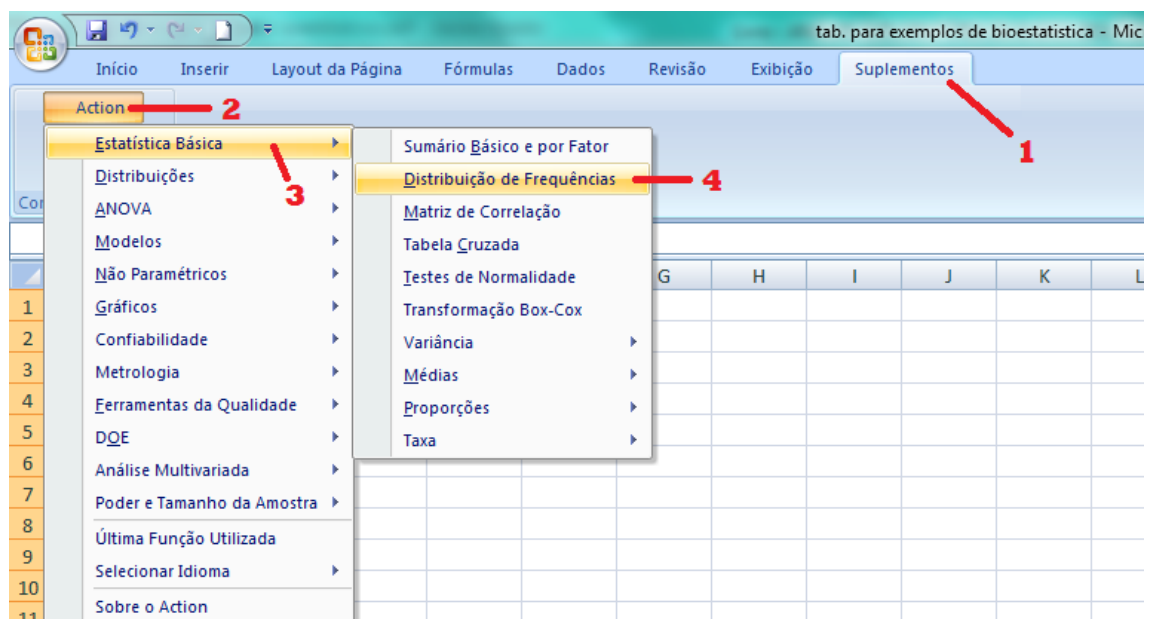 tab. para exemplos de bioestatistica - Mic
Início Inserir Layout da Página Fórmulas Dados Revisão Exibição Suplementos
Action 2
1
Estatística Básica
3
Distribuições
ANOVA
Modelos
Não Paramétricos
Gráficos
Confiabilidade
Metrologia
Ferramentas da Qualidade
DOE
Análise Multivariada
Poder e Tamanho da Amostra
Última Função Utilizada
Selecionar Idioma
Sobre o Action
Sumário Básico e por Fator
Distribuição de Frequências 4
Matriz de Correlação
Tabela Cruzada
Testes de Normalidade
Transformação Box-Cox
Variância
Médias
Proporções
Taxa
Cor
G H I J K L
1
2
3
4
5
6
7
8
9
10
11